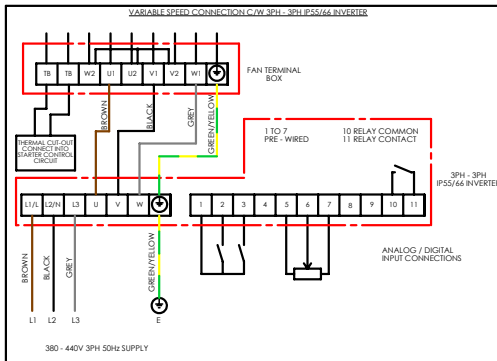 VARIABLE SPEED CONNECTION C/W 3PH - 3PH IP55/66 INVERTER
TB TB W2 U1 U2 V1 V2 W1
FAN TERMINAL
BOX
BROWN
BLACK
GREY
GREEN/YELLOW
THERMAL CUT-OUT
CONNECT INTO
STARTER CONTROL
CIRCUIT
1 TO 7
PRE - WIRED
10 RELAY COMMON
11 RELAY CONTACT
3PH - 3PH
IP55/66 INVERTER
L1/L L2/N L3 U V W
1 2 3 4 5 6 7 8 9 10 11
BROWN
BLACK
GREY
GREEN/YELLOW
ANALOG / DIGITAL
INPUT CONNECTIONS
L1 L2 L3 E
380 - 440V 3PH 50Hz SUPPLY